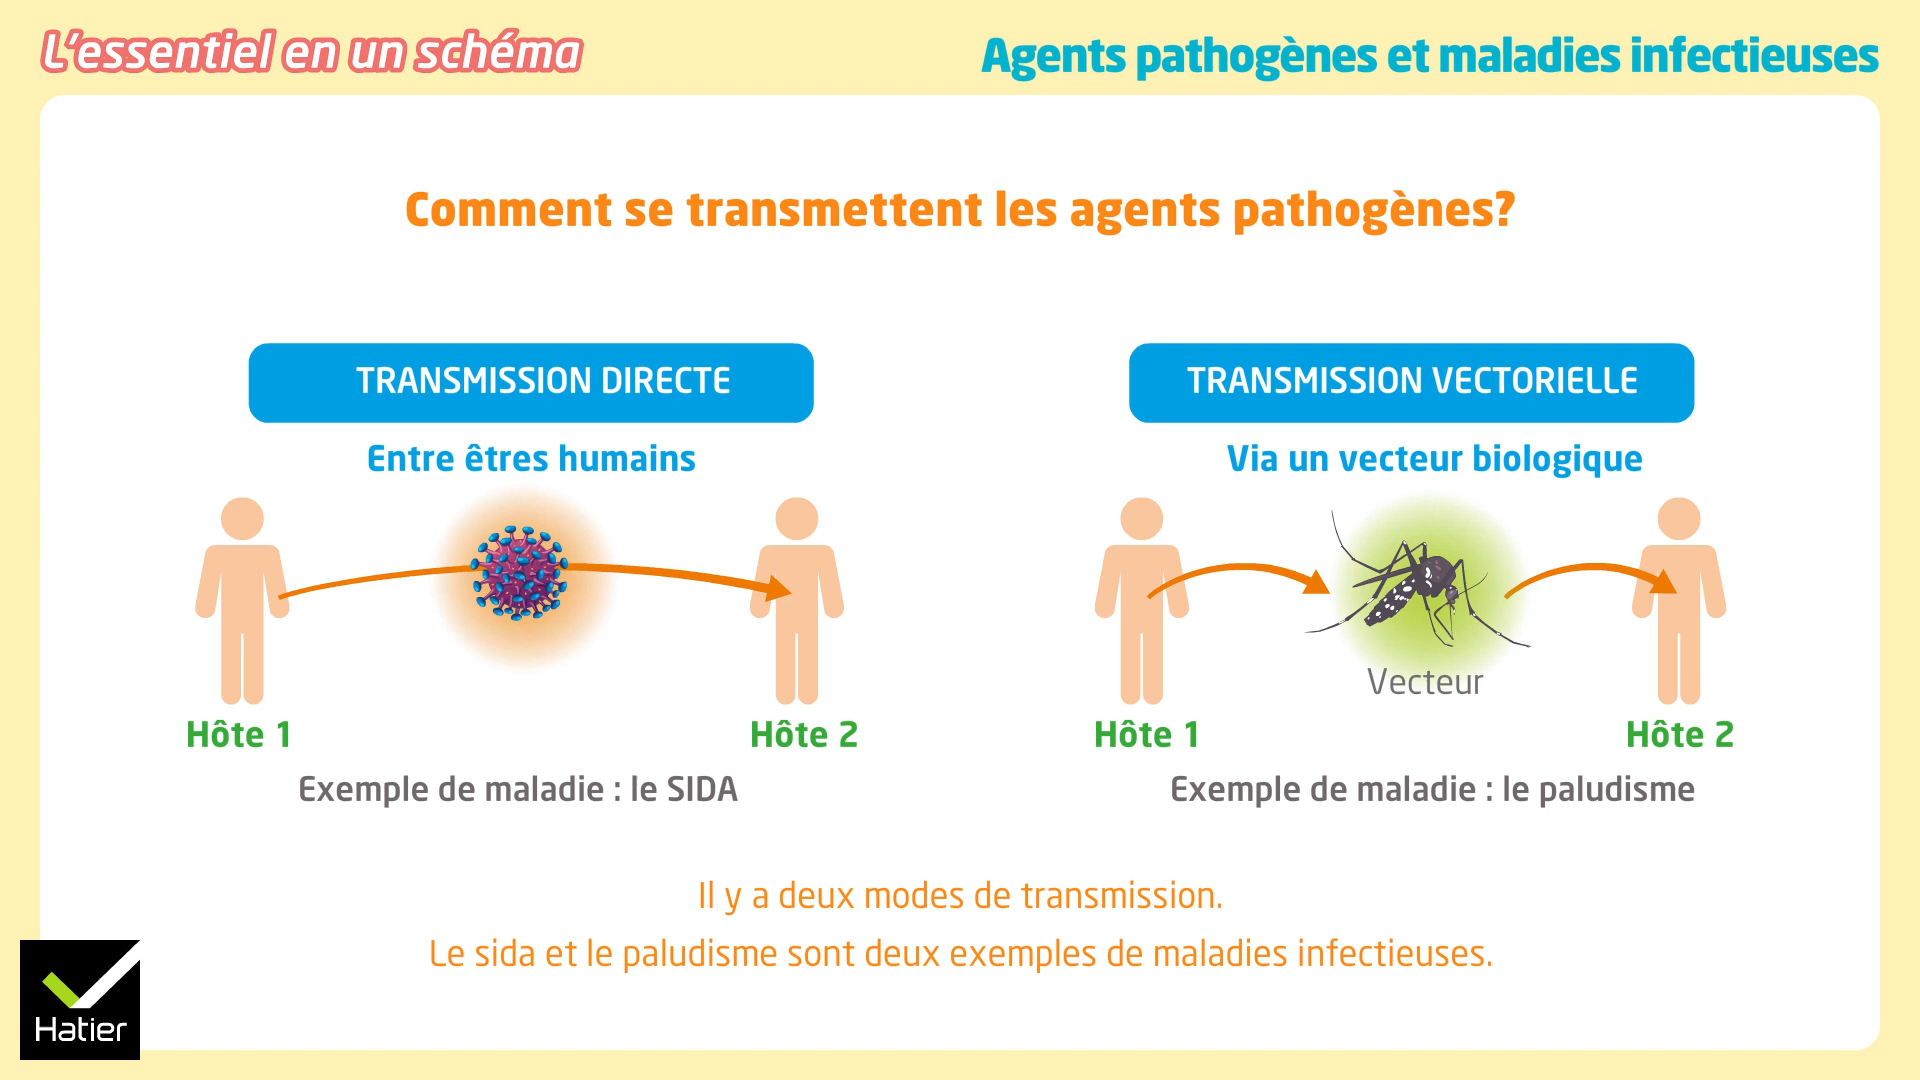 L'essentiel en un schéma
Agents pathogènes et maladies infectieuses
Comment se transmettent les agents pathogènes?
TRANSMISSION DIRECTE
Entre êtres humains
Hôte 1
Hôte 2
Exemple de maladie : le SIDA
TRANSMISSION VECTORIELLE
Via un vecteur biologique
Vecteur
Hôte 1
Hôte 2
Exemple de maladie : le paludisme
Il y a deux modes de transmission.
Le sida et le paludisme sont deux exemples de maladies infectieuses.
Hatier